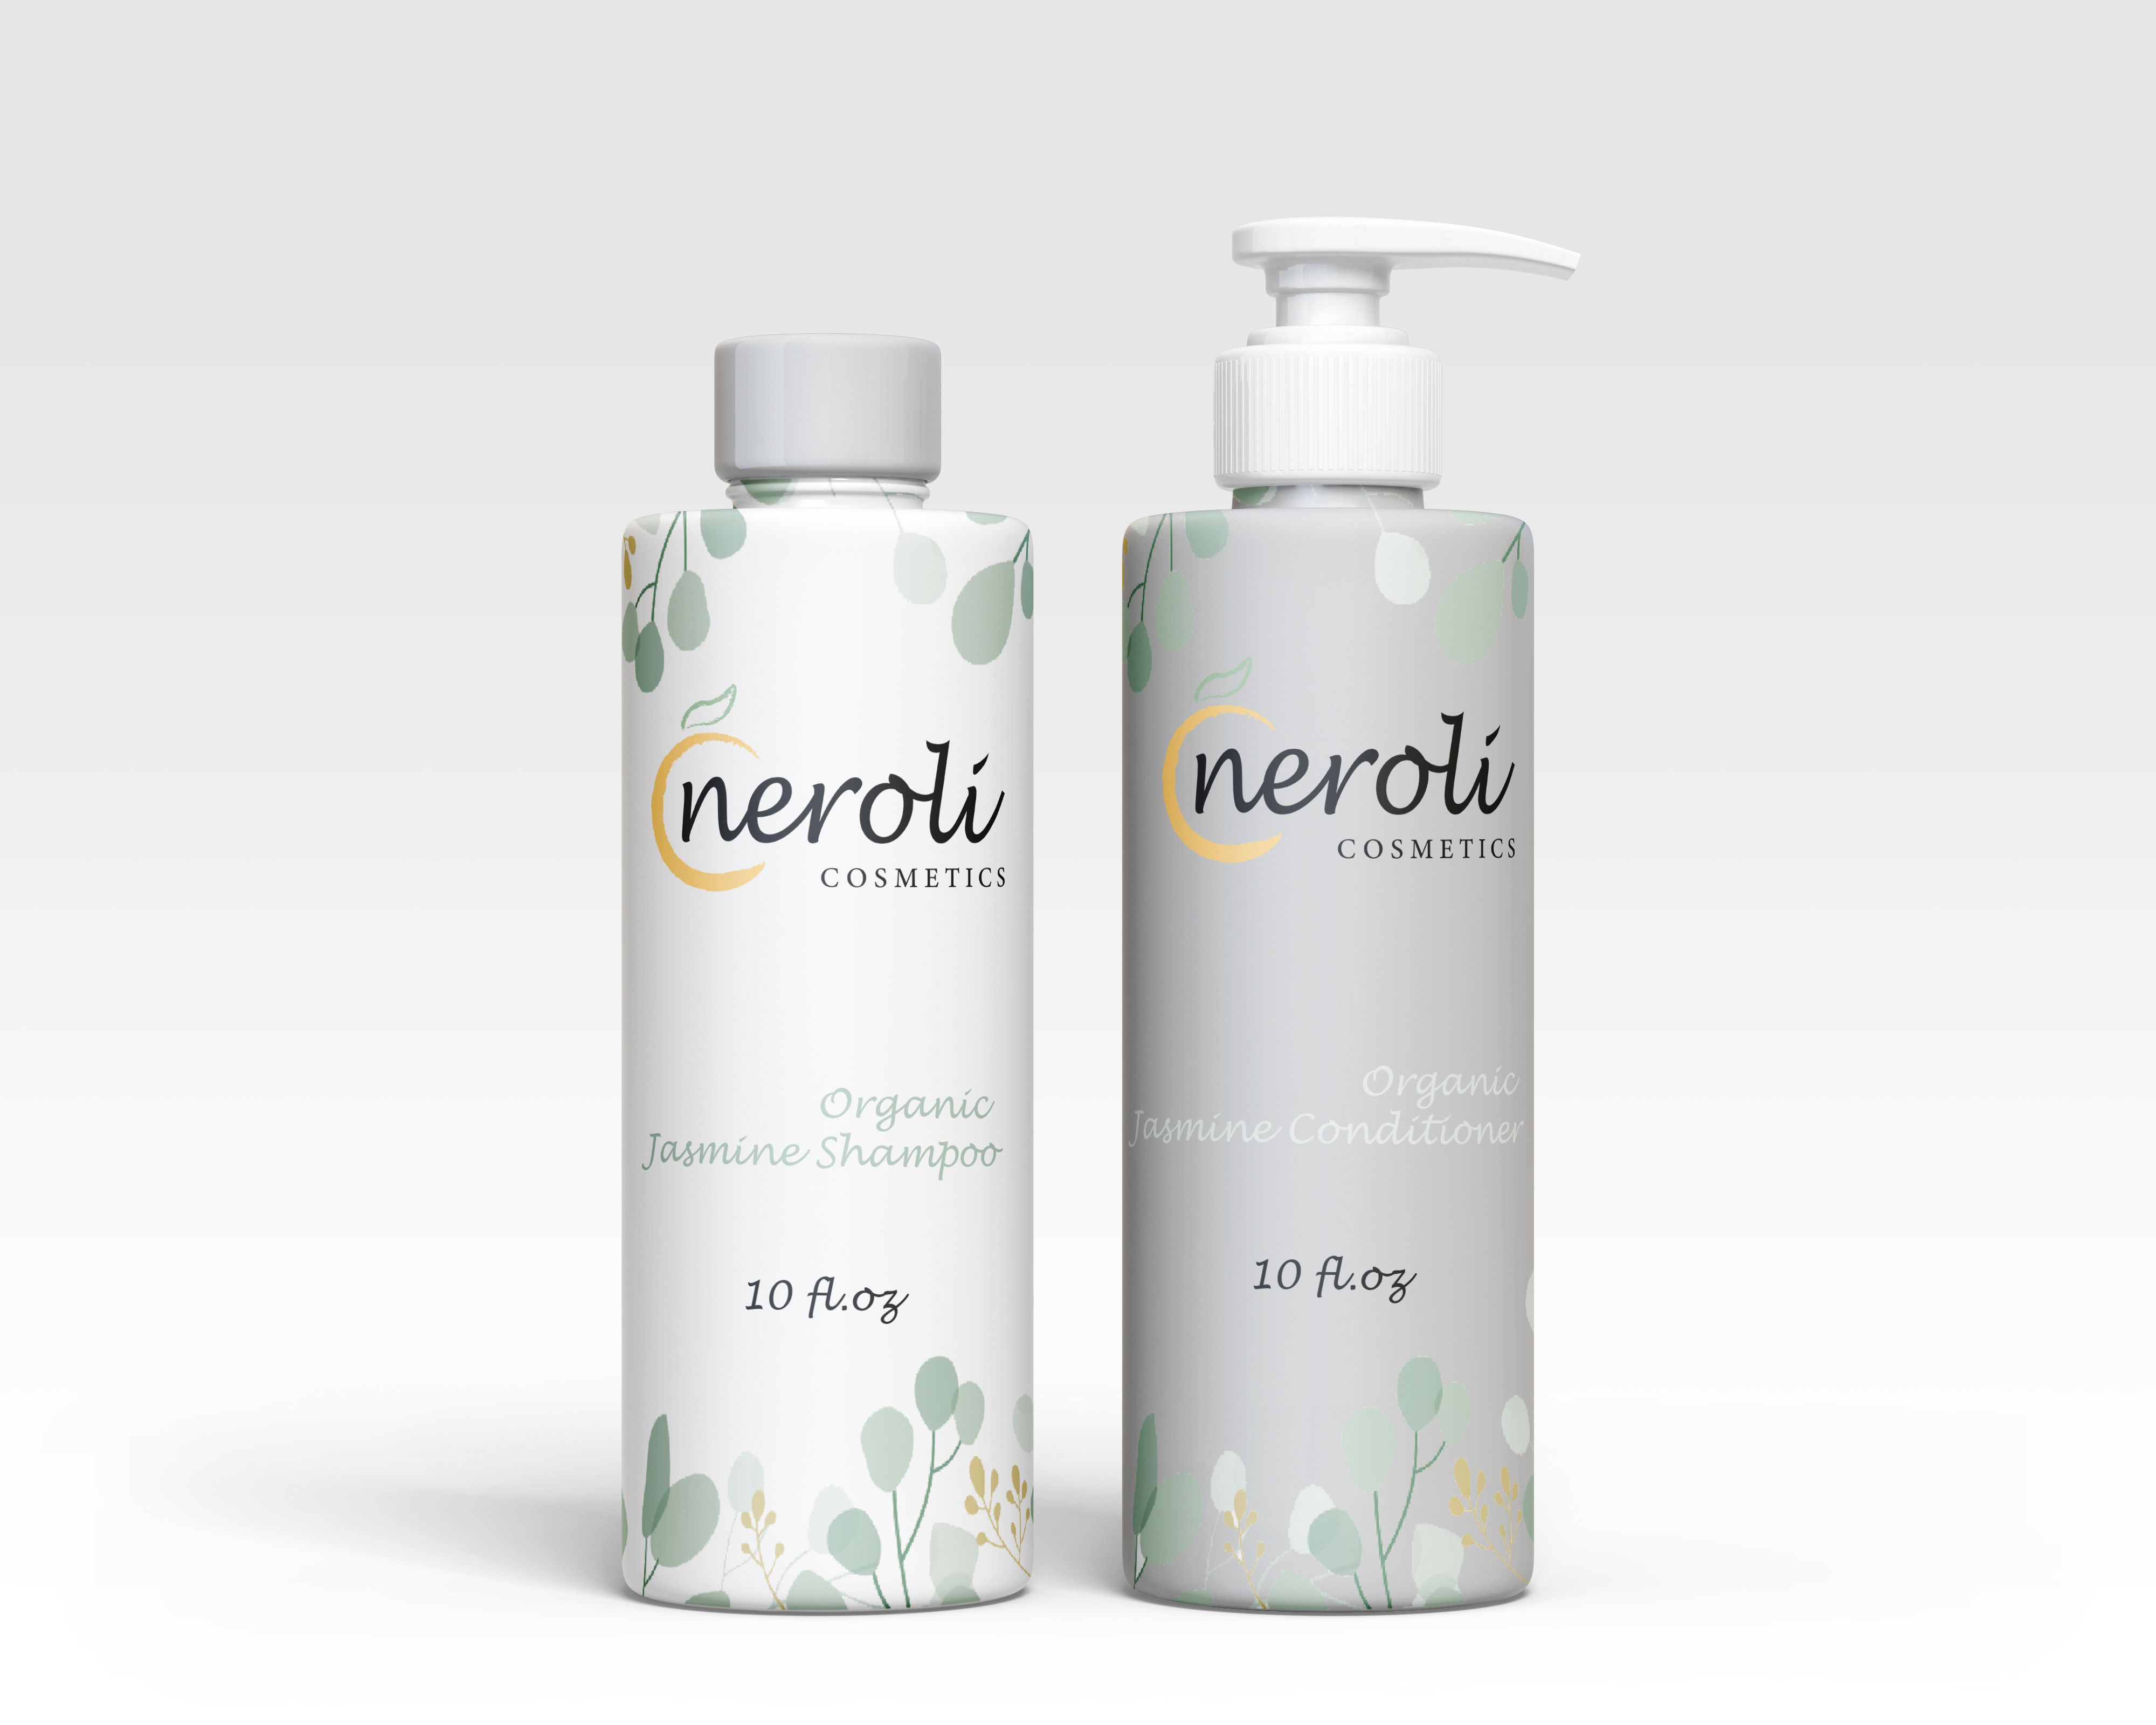 neroli
COSMETICS
Organic
Jasmine Shampoo
10 fl.oz
neroli
COSMETICS
Organic
Jasmine Conditioner
10 fl.oz